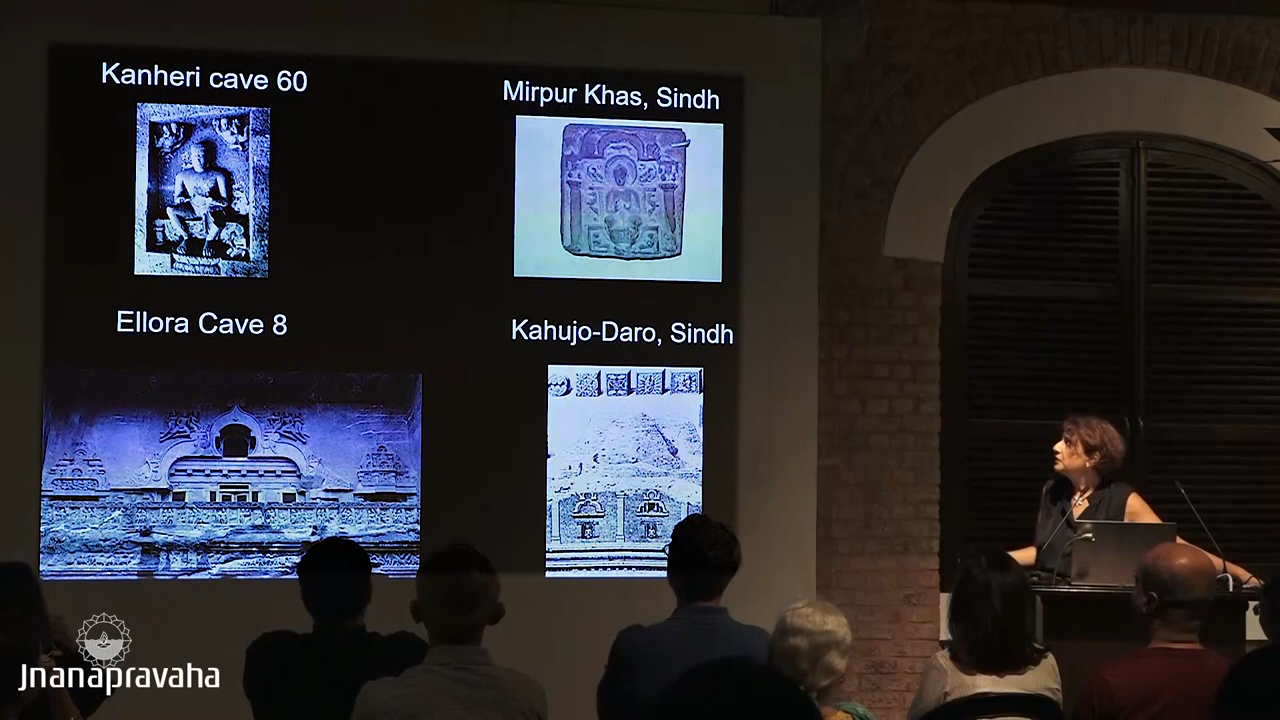 Kanheri cave 60
Mirpur Khas, Sindh
Ellora Cave 8
Kahujo-Daro, Sindh
Jnanapravaha